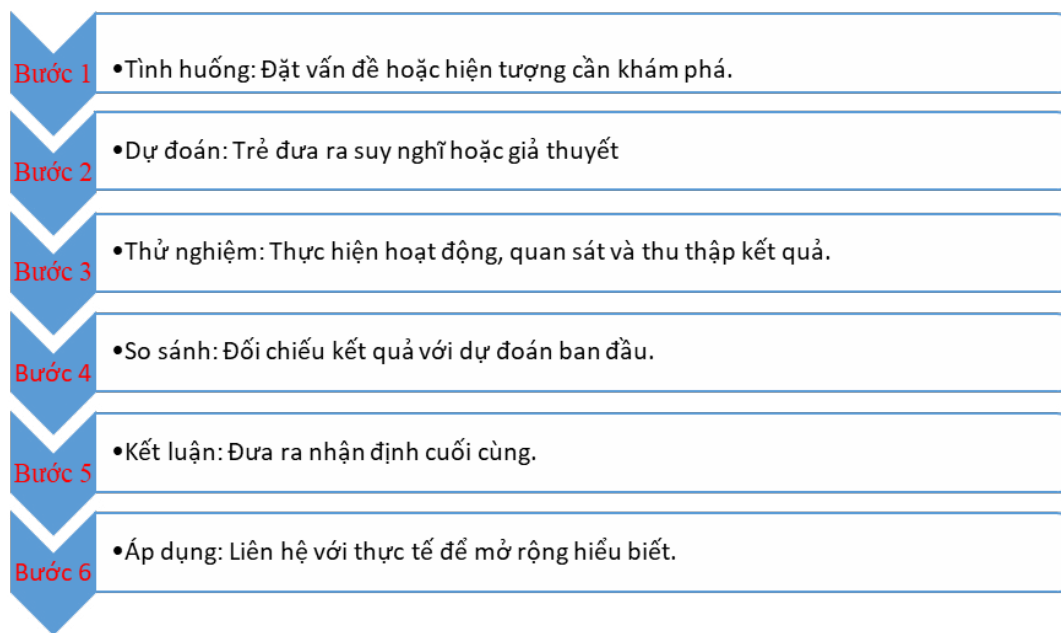 Bước 1
•Tình huống: Đặt vấn đề hoặc hiện tượng cần khám phá.
Bước 2
•Dự đoán: Trẻ đưa ra suy nghĩ hoặc giả thuyết
Bước 3
•Thử nghiệm: Thực hiện hoạt động, quan sát và thu thập kết quả.
Bước 4
•So sánh: Đối chiếu kết quả với dự đoán ban đầu.
Bước 5
•Kết luận: Đưa ra nhận định cuối cùng.
Bước 6
•Áp dụng: Liên hệ với thực tế để mở rộng hiểu biết.